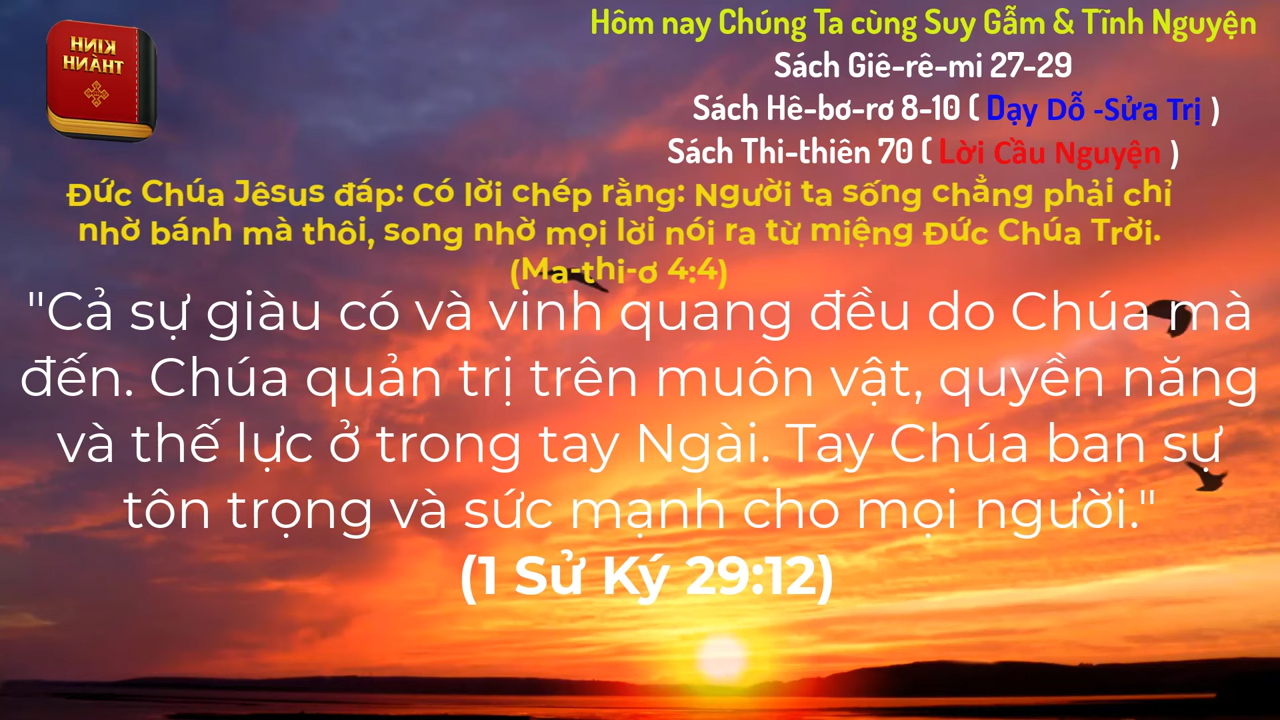 KINH
THÀNH
Hôm nay Chúng Ta cùng Suy Gẫm & Tĩnh Nguyện
Sách Giê-rê-mi 27-29
Sách Hê-bơ-rơ 8-10 ( Dạy Dỗ -Sửa Trị )
Sách Thi-thiên 70 ( Lời Cầu Nguyện )
Đức Chúa Jêsus đáp: Có lời chép rằng: Người ta sống chẳng phải chỉ
nhờ bánh mà thôi, song nhờ mọi lời nói ra từ miệng Đức Chúa Trời.
(Ma-thi-ơ 4:4)
"Cả sự giàu có và vinh quang đều do Chúa mà
đến. Chúa quản trị trên muôn vật, quyền năng
và thế lực ở trong tay Ngài. Tay Chúa ban sự
tôn trọng và sức mạnh cho mọi người."
(1 Sử Ký 29:12)